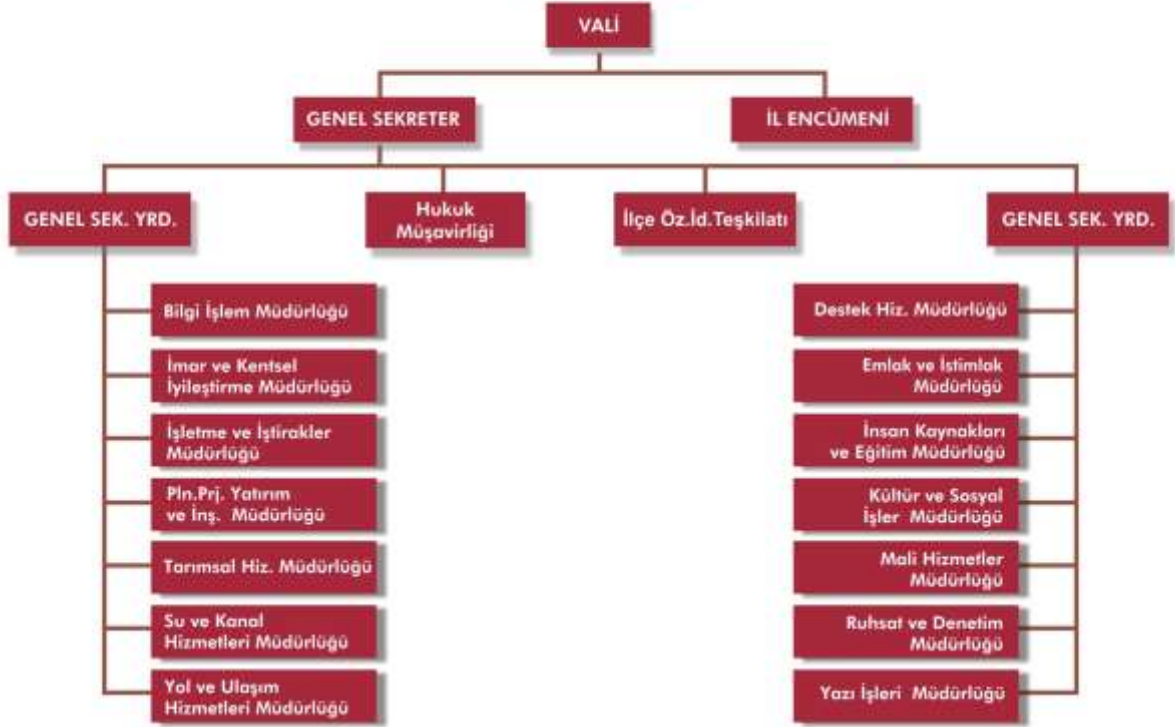 VALİ
GENEL SEKRETER
İL ENCÜMENİ
GENEL SEK. YRD.
Hukuk
Müşavirliği
İlçe Öz.İd.Teşkilatı
GENEL SEK. YRD.
Bilgi İşlem Müdürlüğü
İmar ve Kentsel
İyileştirme Müdürlüğü
İşletme ve İştirakler
Müdürlüğü
Pln.Prj. Yatırım
ve İnş. Müdürlüğü
Tarımsal Hiz. Müdürlüğü
Su ve Kanal
Hizmetleri Müdürlüğü
Yol ve Ulaşım
Hizmetleri Müdürlüğü
Destek Hiz. Müdürlüğü
Emlak ve İstimlak
Müdürlüğü
İnsan Kaynakları
ve Eğitim Müdürlüğü
Kültür ve Sosyal
İşler Müdürlüğü
Mali Hizmetler
Müdürlüğü
Ruhsat ve Denetim
Müdürlüğü
Yazı İşleri Müdürlüğü